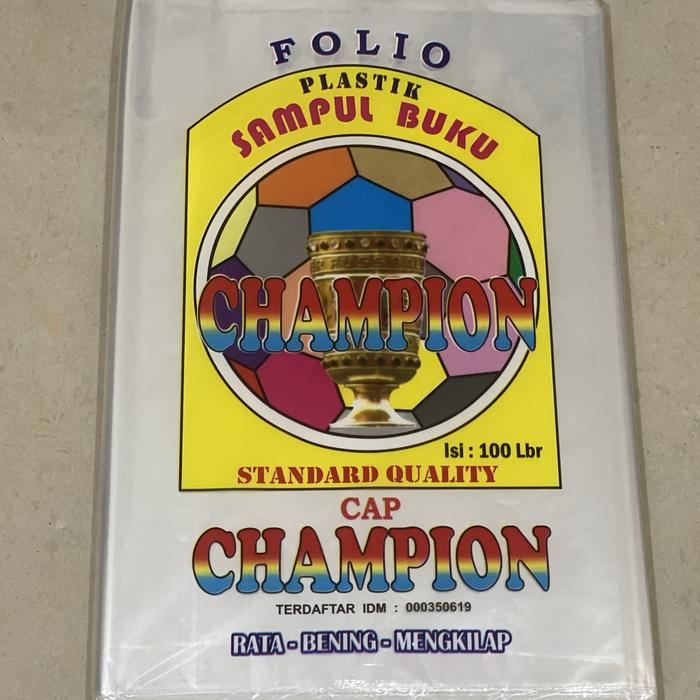 FOLIO
PLASTIK
SAMPUL BUKU
CHAMPION
Isi : 100 Lbr
STANDARD QUALITY
CAP
CHAMPION
TERDAFTAR IDM : 000350619
RATA - BENING - MENGKILAP